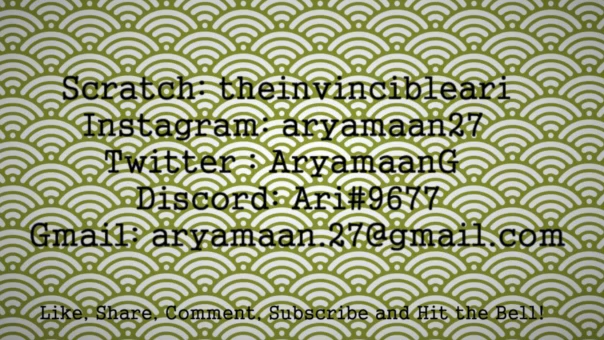 Scratch: theinvincibleari
Instagram: aryamaan27
Twitter : AryamaanG
Discord: Ari#9677
Gmail: aryamaan.27@gmail.com
Like, Share, Comment, Subscribe and Hit the Bell!